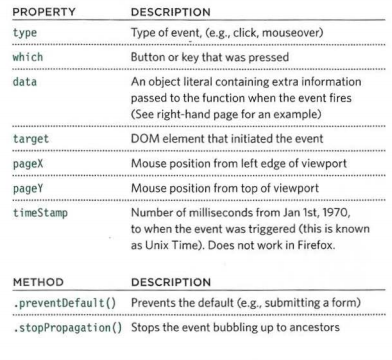 PROPERTY DESCRIPTION
type Type of event, (e.g., click, mouseover)
which Button or key that was pressed
data An object literal containing extra information
passed to the function when the event fires
(See right-hand page for an example)
target DOM element that initiated the event
pageX Mouse position from left edge of viewport
pageY Mouse position from top of viewport
timeStamp Number of milliseconds from Jan 1st, 1970,
to when the event was triggered (this is known
as Unix Time). Does not work in Firefox.
METHOD DESCRIPTION
.preventDefault() Prevents the default (e.g., submitting a form)
.stopPropagation() Stops the event bubbling up to ancestors